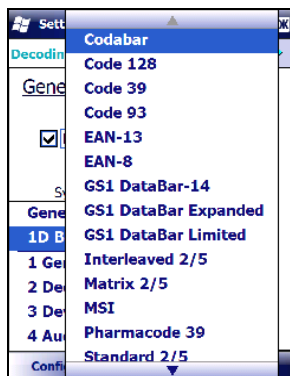 Sett
Ж
Decodin
Gene
Codabar
Code 128
Code 39
Code 93
EAN-13
EAN-8
GS1 DataBar-14
GS1 DataBar Expanded
GS1 DataBar Limited
Interleaved 2/5
Matrix 2/5
MSI
Pharmacode 39
Standard 2/5
Sy
Gene
1D B
1 Gen
2 Dec
3 Dev
4 Au
Confi